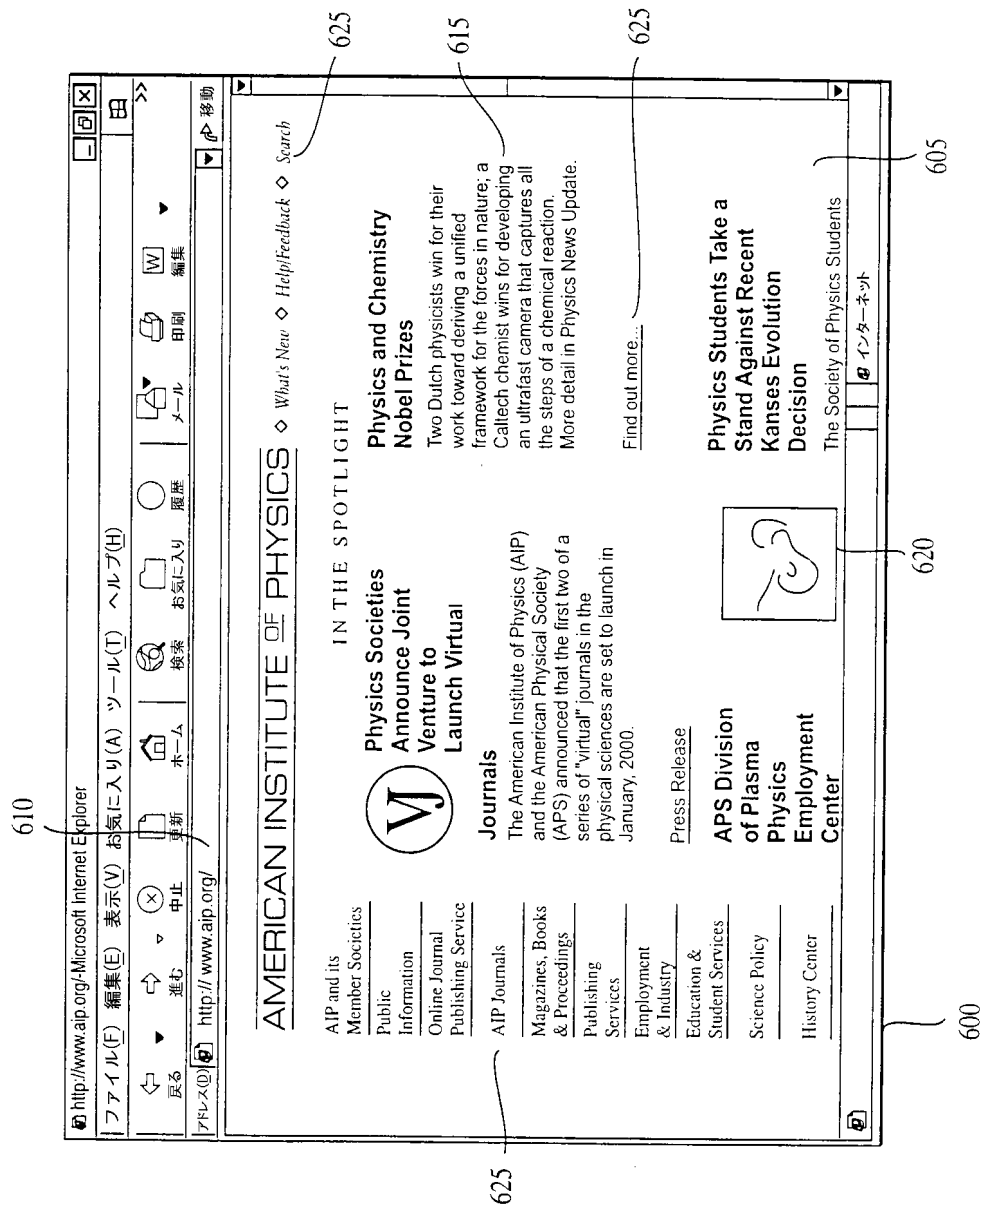 610
http://www.aip.org/-Microsoft Internet Explorer
ファイル(F) 編集(E) 表示(V) お気に入り(A) ツール(T) ヘルプ(H)
戻る 進む 中止 更新 ホーム 検索 お気に入り 履歴 メール 印刷 編集 >>
アドレス(D) http://www.aip.org/ 移動
AMERICAN INSTITUTE OF PHYSICS ◇ What's New ◇ Help/Feedback ◇ Search
625
AIP and its
Member Socictics
Public
Information
Online Journal
Publishing Service
AIP Journals
Magazines, Books
& Proceedings
Publishing
Services
Employment
& Industry
Education &
Student Services
Science Policy
History Center
625
IN THE SPOTLIGHT
VJ
Physics Societies
Announce Joint
Venture to
Launch Virtual
Journals
The American Institute of Physics (AIP)
and the American Physical Society
(APS) announced that the first two of a
series of "virtual" journals in the
physical sciences are set to launch in
January, 2000.
Press Release
APS Division
of Plasma
Physics
Employment
Center
Physics and Chemistry
Nobel Prizes
Two Dutch physicists win for their
work toward deriving a unified
framework for the forces in nature; a
Caltech chemist wins for developing
an ultrafast camera that captures all
the steps of a chemical reaction.
More detail in Physics News Update.
615
Find out more...
625
Physics Students Take a
Stand Against Recent
Kanses Evolution
Decision
The Society of Physics Students
インターネット
620
605
600